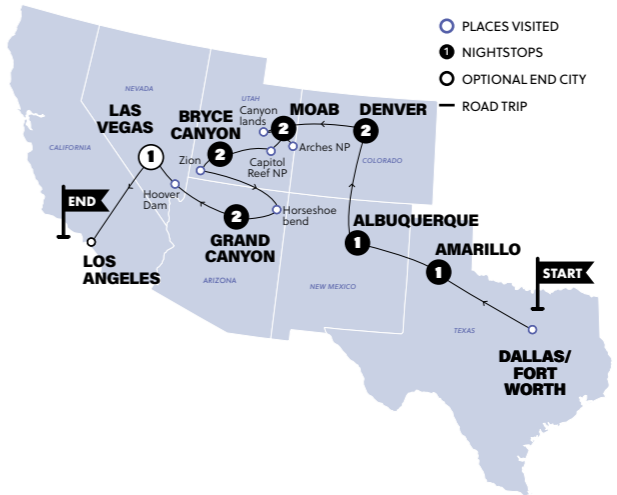 PLACES VISITED
1 NIGHTSTOPS
OPTIONAL END CITY
ROAD TRIP
NEVADA
UTAH
CALIFORNIA
COLORADO
ARIZONA
NEW MEXICO
TEXAS
LAS
VEGAS
1
BRYCE
CANYON
2
Canyon
lands
MOAB
2
DENVER
2
Arches NP
Zion
Capitol
Reef NP
Hoover
Dam
END
LOS
ANGELES
2
GRAND
CANYON
Horseshoe
bend
ALBUQUERQUE
1
AMARILLO
1
START
DALLAS/
FORT
WORTH